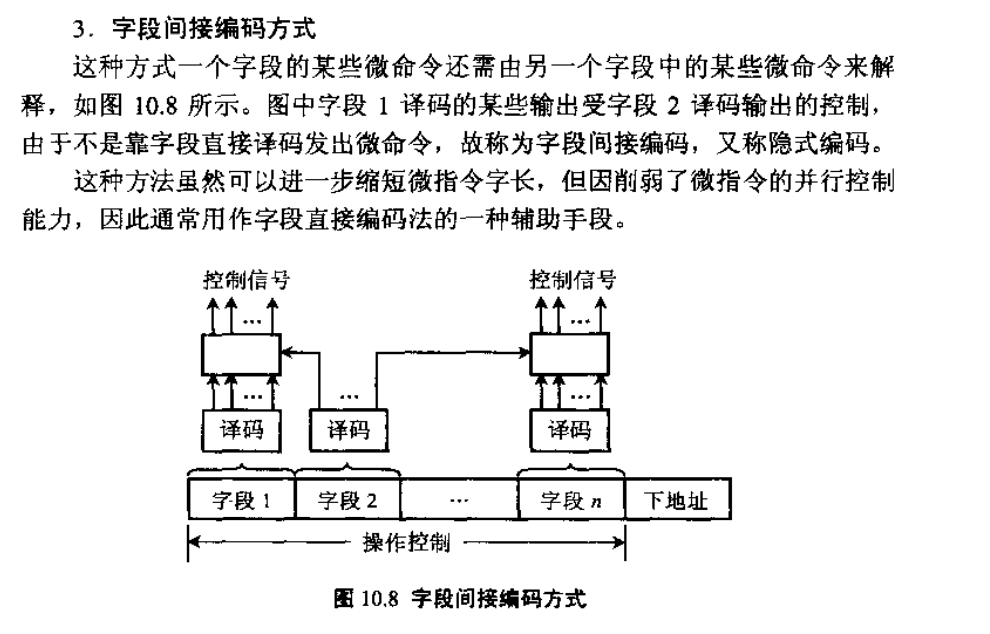 3．字段间接编码方式
这种方式一个字段的某些微命令还需由另一个字段中的某些微命令来解
释，如图 10.8 所示。图中字段 1 译码的某些输出受字段 2 译码输出的控制，
由于不是靠字段直接译码发出微命令，故称为字段间接编码，又称隐式编码。
这种方法虽然可以进一步缩短微指令字长，但因削弱了微指令的并行控制
能力，因此通常用作字段直接编码法的一种辅助手段。
控制信号 控制信号
… …
… … …
译码 译码 译码
字段 1 字段 2 … 字段 n 下地址
操作控制
图 10.8 字段间接编码方式